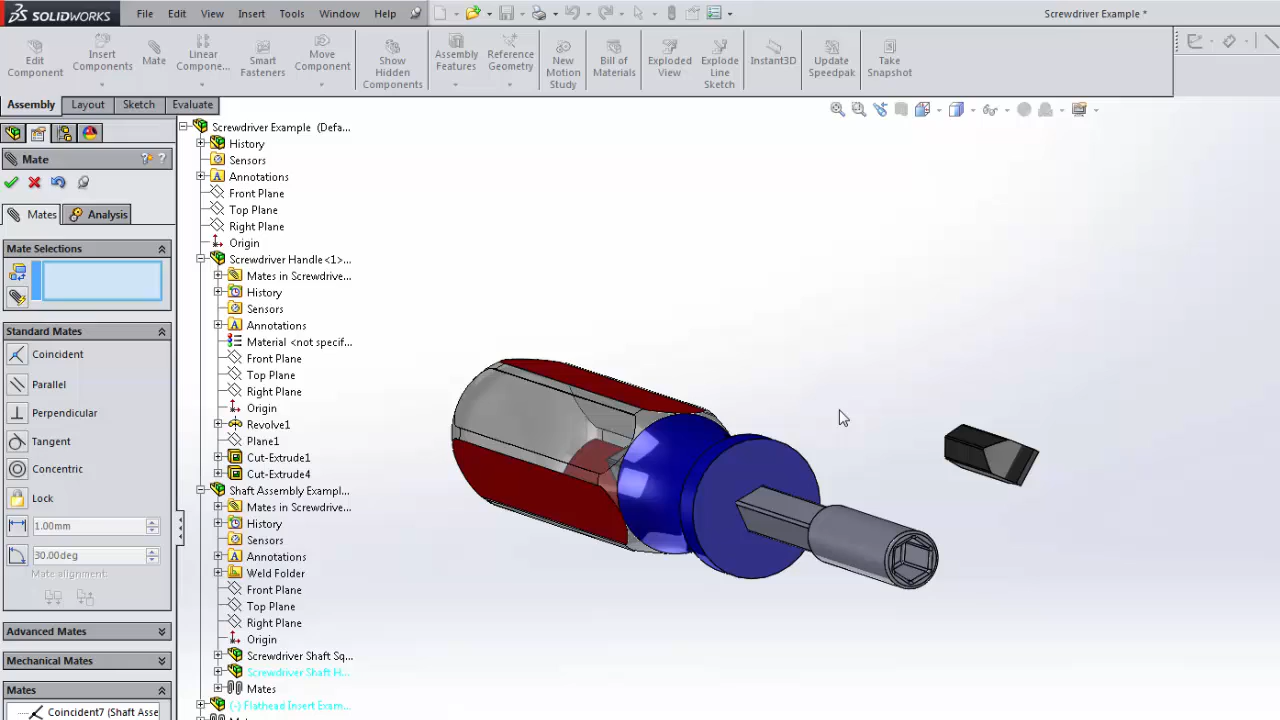 SOLIDWORKS File Edit View Insert Tools Window Help Screwdriver Example *
Edit Component
Insert Components
Mate
Linear Compone...
Smart Fasteners
Move Component
Show Hidden Components
Assembly Features
Reference Geometry
New Motion Study
Bill of Materials
Exploded View
Explode Line Sketch
Instant3D
Update Speedpak
Take Snapshot
Assembly Layout Sketch Evaluate
Mate
Mates Analysis
Mate Selections
Standard Mates
Coincident
Parallel
Perpendicular
Tangent
Concentric
Lock
1.00mm
30.00deg
Mate alignment:
Advanced Mates
Mechanical Mates
Mates
Coincident7 (Shaft Asse
Screwdriver Example (Defa...
History
Sensors
Annotations
Front Plane
Top Plane
Right Plane
Origin
Screwdriver Handle <1>...
Mates in Screwdrive...
History
Sensors
Annotations
Material <not specif...
Front Plane
Top Plane
Right Plane
Origin
Revolve1
Plane1
Cut-Extrude1
Cut-Extrude4
Shaft Assembly Exampl...
Mates in Screwdrive...
History
Sensors
Annotations
Weld Folder
Front Plane
Top Plane
Right Plane
Origin
Screwdriver Shaft Sq...
Screwdriver Shaft H...
Mates
(-) Flathead Insert Exam...